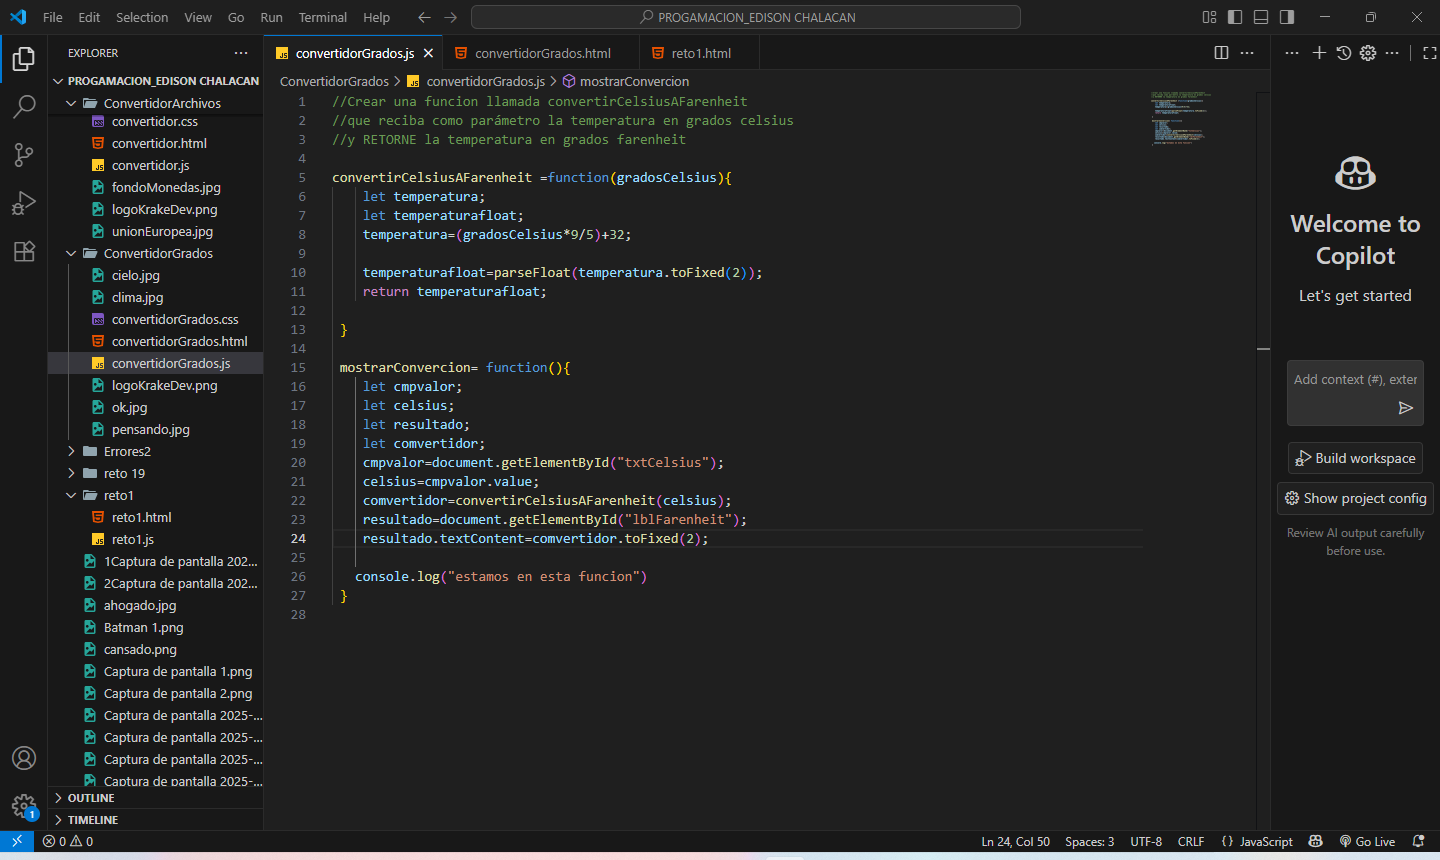 File Edit Selection View Go Run Terminal Help
PROGAMACION_EDISON CHALACAN
EXPLORER
PROGAMACION_EDISON CHALACAN
ConvertidorArchivos
convertidor.css
convertidor.html
convertidor.js
fondoMonedas.jpg
logoKrakeDev.png
unionEuropea.jpg
ConvertidorGrados
cielo.jpg
clima.jpg
convertidorGrados.css
convertidorGrados.html
convertidorGrados.js
logoKrakeDev.png
ok.jpg
pensando.jpg
Errores2
reto 19
reto1
reto1.html
reto1.js
1Captura de pantalla 202...
2Captura de pantalla 202...
ahogado.jpg
Batman 1.png
cansado.png
Captura de pantalla 1.png
Captura de pantalla 2.png
Captura de pantalla 2025-...
Captura de pantalla 2025-...
Captura de pantalla 2025-...
Captura de pantalla 2025-...
OUTLINE
TIMELINE
convertidorGrados.js convertidorGrados.html reto1.html
ConvertidorGrados > convertidorGrados.js > mostrarConvercion
1 //Crear una funcion llamada convertirCelsiusAFarenheit
2 //que reciba como parámetro la temperatura en grados celsius
3 //y RETORNE la temperatura en grados farenheit
4
5 convertirCelsiusAFarenheit =function(gradosCelsius){
6 let temperatura;
7 let temperaturafloat;
8 temperatura=(gradosCelsius*9/5)+32;
9
10 temperaturafloat=parseFloat(temperatura.toFixed(2));
11 return temperaturafloat;
12
13 }
14
15 mostrarConvercion= function(){
16 let cmpvalor;
17 let celsius;
18 let resultado;
19 let comvertidor;
20 cmpvalor=document.getElementById("txtCelsius");
21 celsius=cmpvalor.value;
22 comvertidor=convertirCelsiusAFarenheit(celsius);
23 resultado=document.getElementById("lblFarenheit");
24 resultado.textContent=comvertidor.toFixed(2);
25
26 console.log("estamos en esta funcion")
27 }
28
Welcome to
Copilot
Let's get started
Add context (#), exter
Build workspace
Show project config
Review AI output carefully
before use.
1
0 0
Ln 24, Col 50 Spaces: 3 UTF-8 CRLF {} JavaScript Go Live